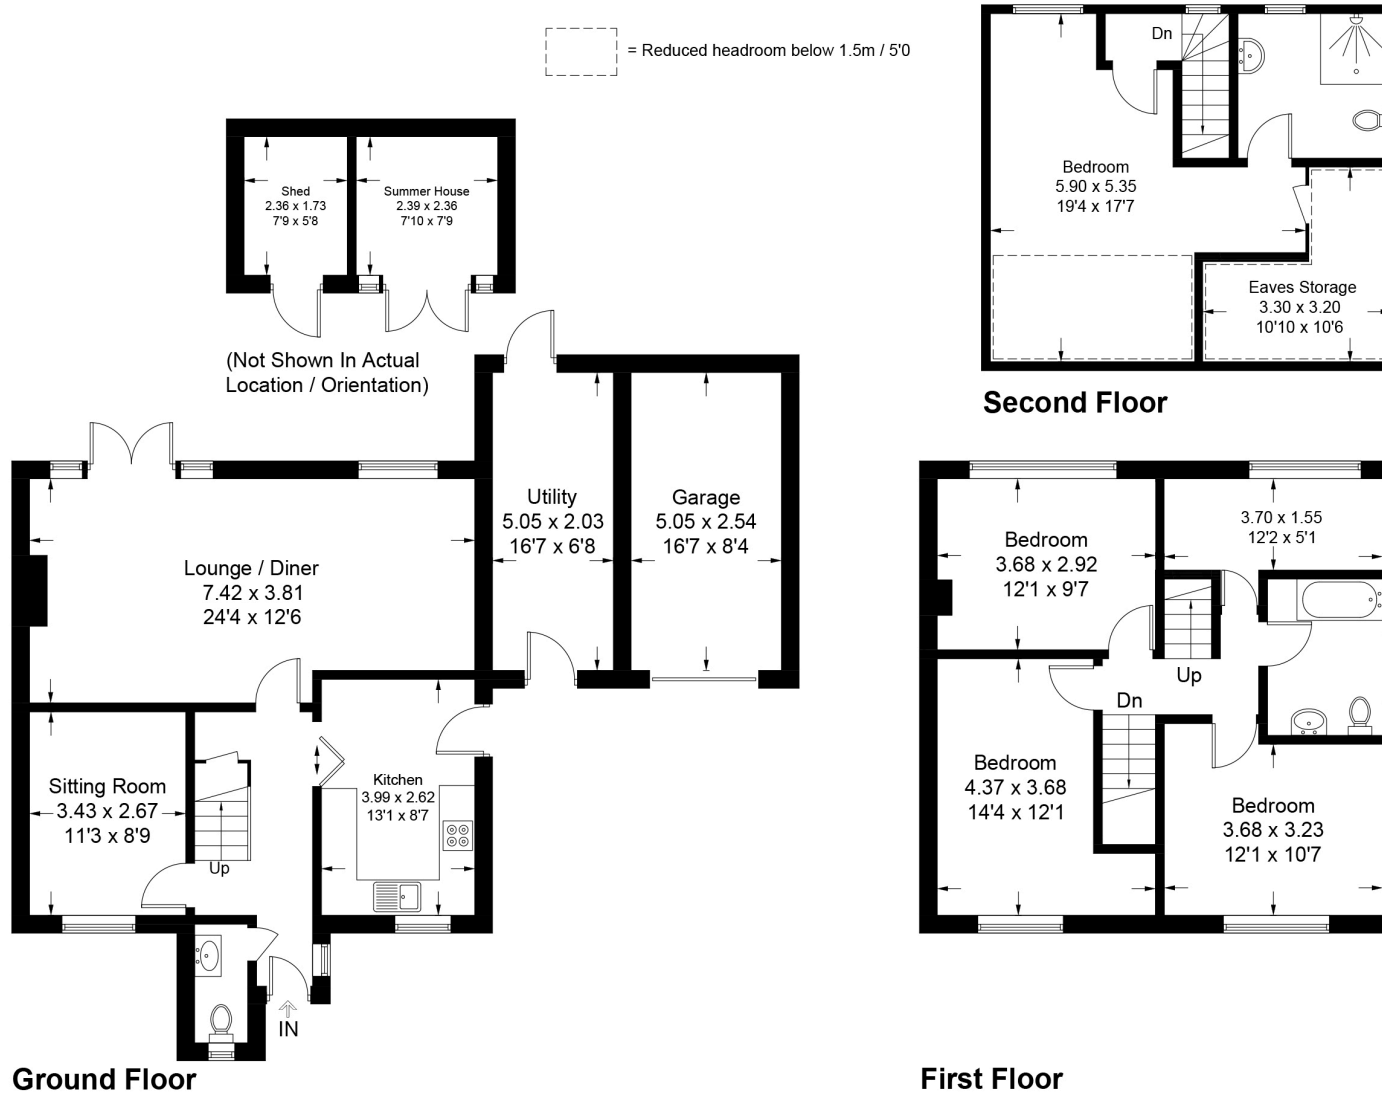 = Reduced headroom below 1.5m / 5'0
Dn
Bedroom
5.90 x 5.35
19'4 x 17'7
Eaves Storage
3.30 x 3.20
10'10 x 10'6
Second Floor
Shed
2.36 x 1.73
7'9 x 5'8
Summer House
2.39 x 2.36
7'10 x 7'9
(Not Shown In Actual
Location / Orientation)
Utility
5.05 x 2.03
16'7 x 6'8
Garage
5.05 x 2.54
16'7 x 8'4
Lounge / Diner
7.42 x 3.81
24'4 x 12'6
Sitting Room
3.43 x 2.67
11'3 x 8'9
Up
Kitchen
3.99 x 2.62
13'1 x 8'7
IN
Ground Floor
Bedroom
3.68 x 2.92
12'1 x 9'7
3.70 x 1.55
12'2 x 5'1
Up
Dn
Bedroom
4.37 x 3.68
14'4 x 12'1
Bedroom
3.68 x 3.23
12'1 x 10'7
First Floor